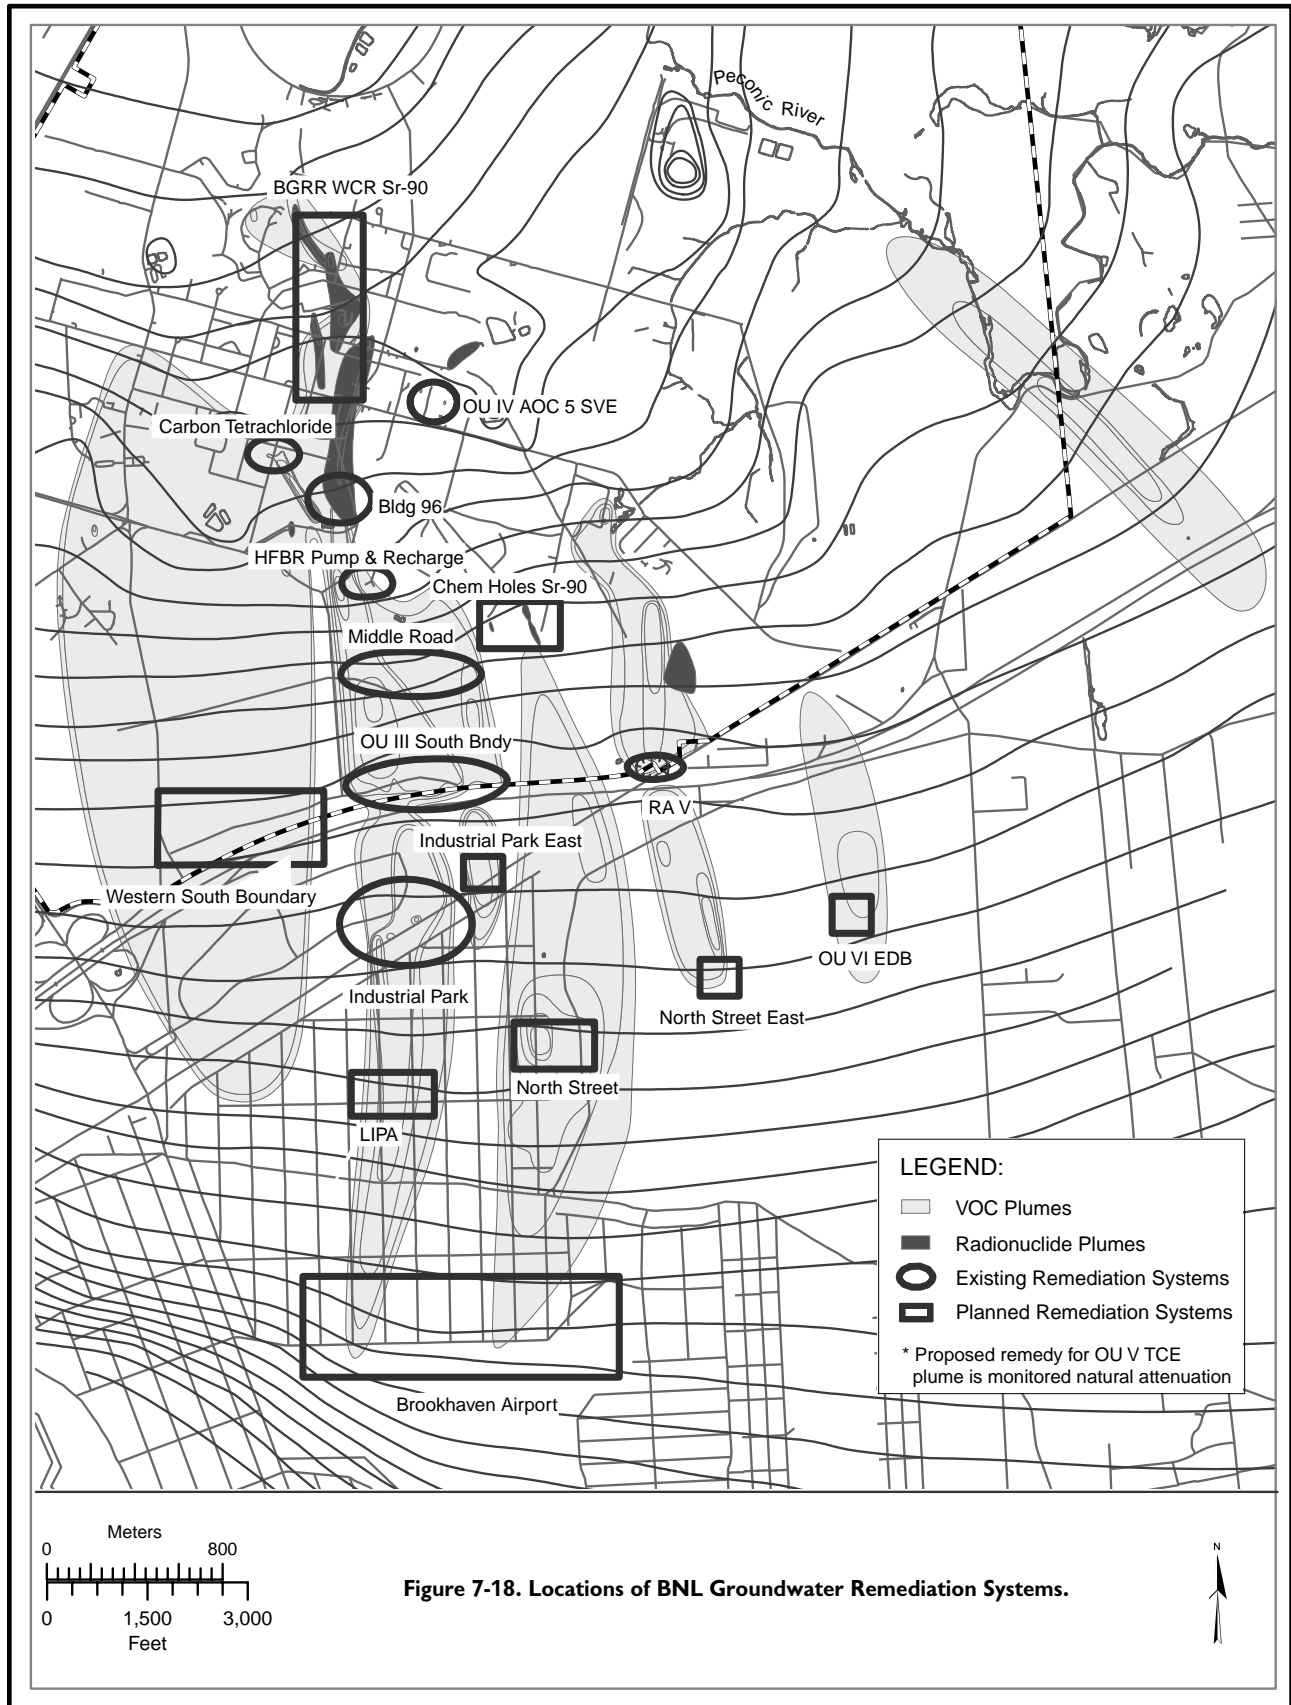 Peconic River
BGRR WCR Sr-90
OU IV AOC 5 SVE
Carbon Tetrachloride
Bldg 96
HFBR Pump & Recharge
Chem Holes Sr-90
Middle Road
OU III South Bndy
RA V
Industrial Park East
Western South Boundary
OU VI EDB
Industrial Park
North Street East
North Street
LIPA
LEGEND:
VOC Plumes
Radionuclide Plumes
Existing Remediation Systems
Planned Remediation Systems
* Proposed remedy for OU V TCE
plume is monitored natural attenuation
Brookhaven Airport
Meters
0 800
0 1,500 3,000
Feet
Figure 7-18. Locations of BNL Groundwater Remediation Systems.
N